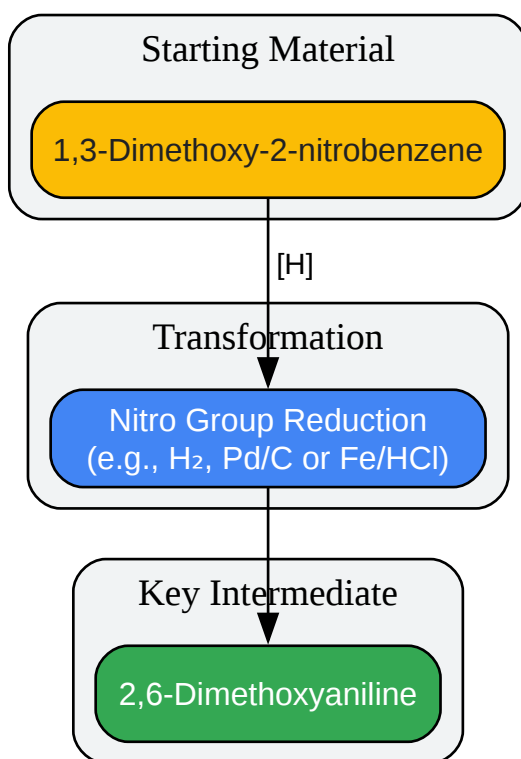 Starting Material
1,3-Dimethoxy-2-nitrobenzene
[H]
Transformation
Nitro Group Reduction
(e.g., H₂, Pd/C or Fe/HCl)
Key Intermediate
2,6-Dimethoxyaniline